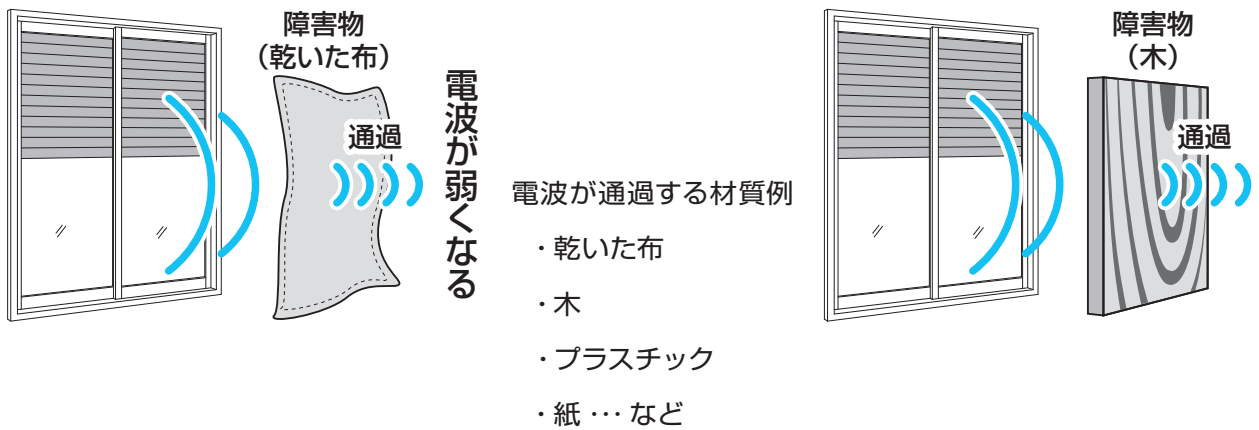 障害物
（乾いた布）
通過
電波が弱くなる
電波が通過する材質例
・乾いた布
・木
・プラスチック
・紙 … など
障害物
（木）
通過